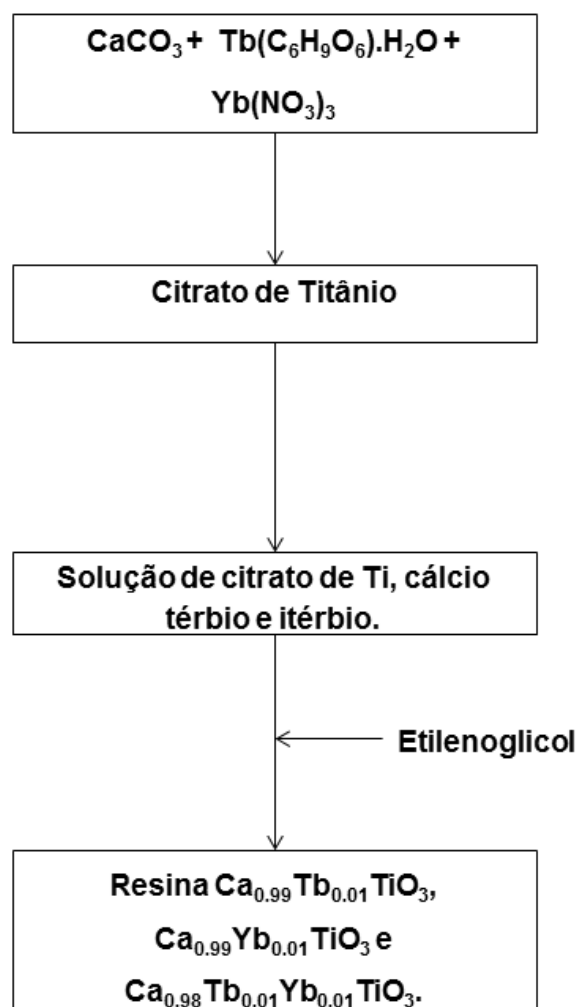 CaCO₃ + Tb(C₆H₉O₆).H₂O +
Yb(NO₃)₃
Citrato de Titânio
Solução de citrato de Ti, cálcio
térbio e itérbio.
Etilenoglicol
Resina Ca₀.₉₉Tb₀.₀₁TiO₃,
Ca₀.₉₉Yb₀.₀₁TiO₃ e
Ca₀.₉₈Tb₀.₀₁Yb₀.₀₁TiO₃.